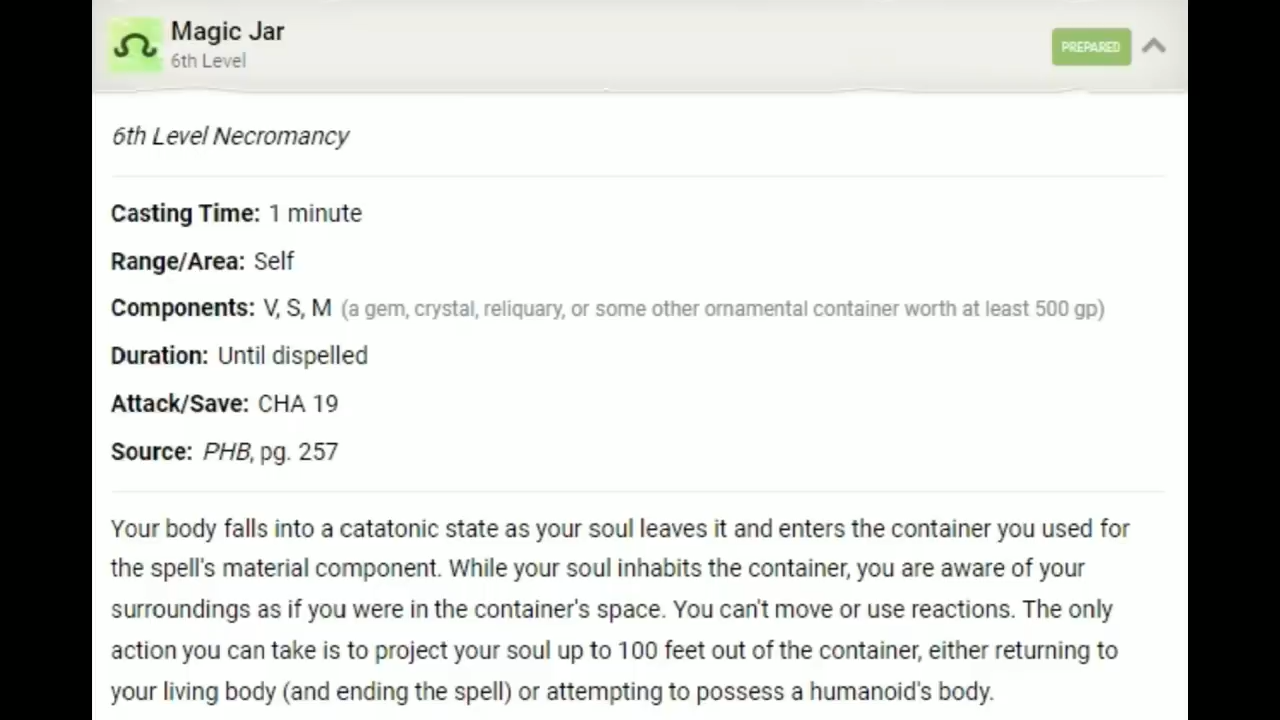 Magic Jar
6th Level
PREPARED
6th Level Necromancy
Casting Time: 1 minute
Range/Area: Self
Components: V, S, M (a gem, crystal, reliquary, or some other ornamental container worth at least 500 gp)
Duration: Until dispelled
Attack/Save: CHA 19
Source: PHB, pg. 257
Your body falls into a catatonic state as your soul leaves it and enters the container you used for
the spell's material component. While your soul inhabits the container, you are aware of your
surroundings as if you were in the container's space. You can't move or use reactions. The only
action you can take is to project your soul up to 100 feet out of the container, either returning to
your living body (and ending the spell) or attempting to possess a humanoid's body.